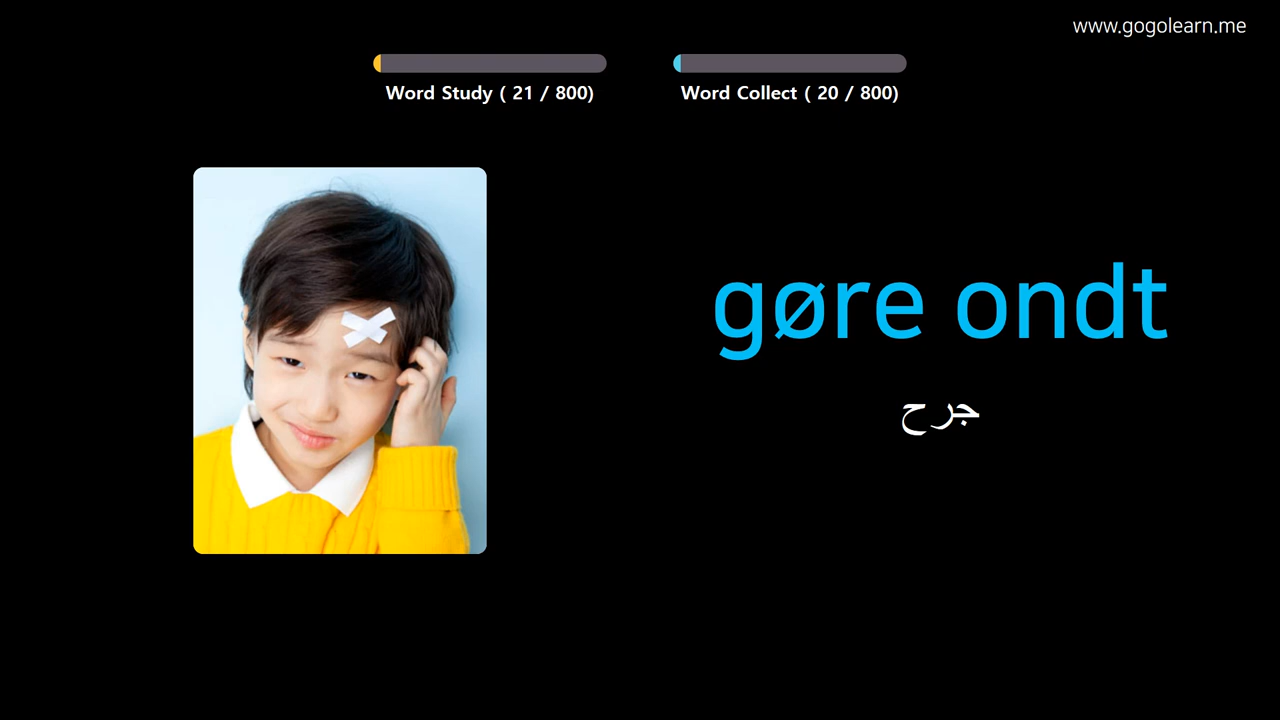 www.gogolearn.me
Word Study ( 21 / 800)
Word Collect ( 20 / 800)
gøre ondt
جرح